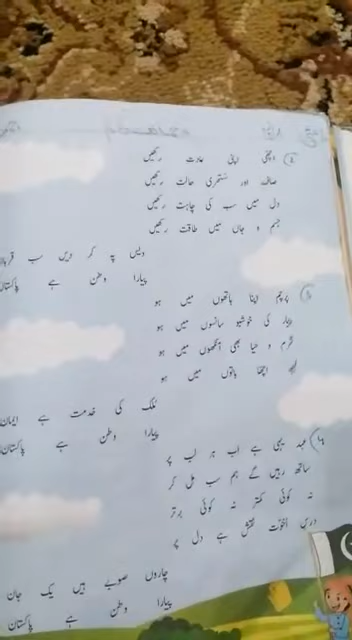 اچھی اپنی عادت رکھیں
صاف اور ستھری حالت رکھیں
دل میں سب کی چاہت رکھیں
جسم و جاں میں طاقت رکھیں
دیس پہ کر دیں سب قربان
پیارا وطن ہے پاکستان
پرچم اپنا ہاتھوں میں ہو
پیار کی خوشبو سانسوں میں ہو
شرم و حیا بھی آنکھوں میں ہو
اچھا باتوں میں ہو
ملک کی خدمت ہے ایمان
پیارا وطن ہے پاکستان
عہد یہی ہے اب ہر لب پر
ساتھ رہیں گے ہم سب مل کر
نہ کوئی کمتر نہ کوئی برتر
درسِ اخوّت نقش ہے دل پر
چاروں صوبے ہیں یک جان
پیارا وطن ہے پاکستان